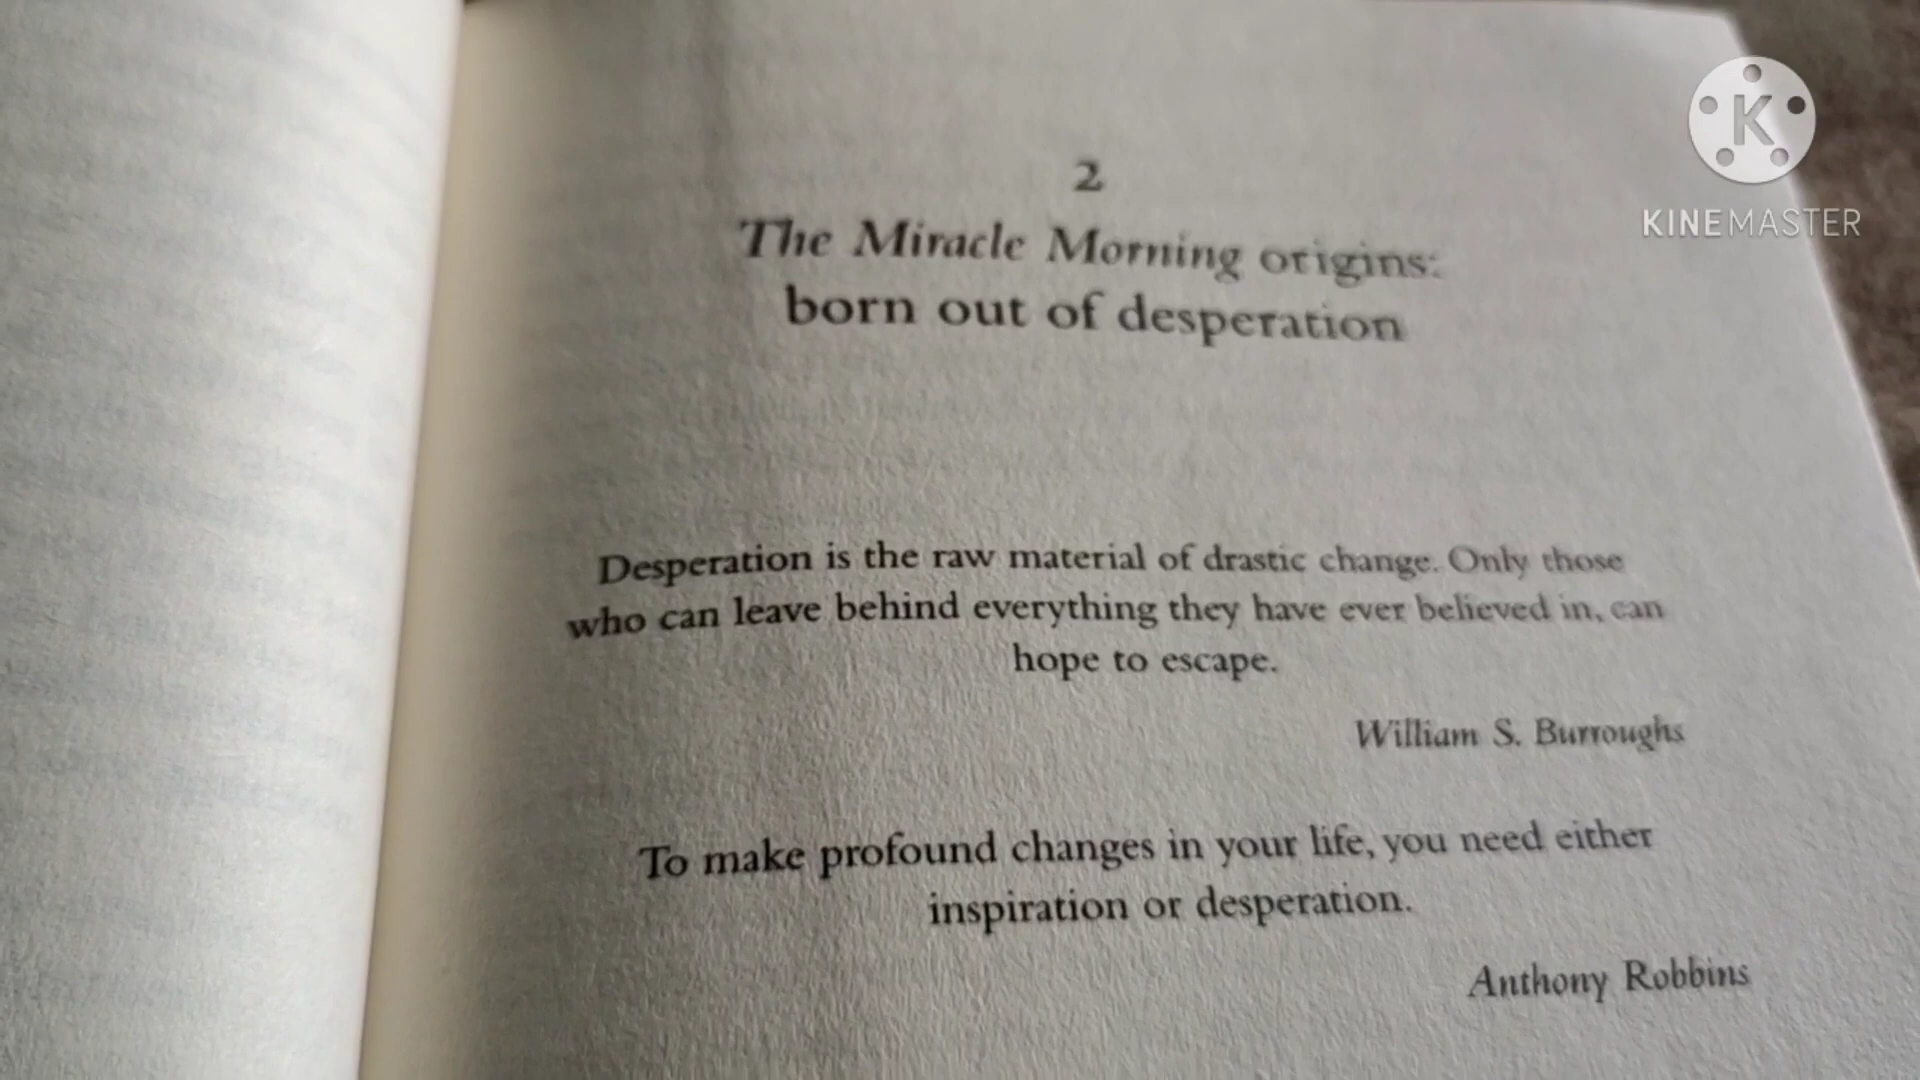 2
The Miracle Morning origins:
born out of desperation
Desperation is the raw material of drastic change. Only those
who can leave behind everything they have ever believed in, can
hope to escape.
William S. Burroughs
To make profound changes in your life, you need either
inspiration or desperation.
Anthony Robbins
K
KINEMASTER